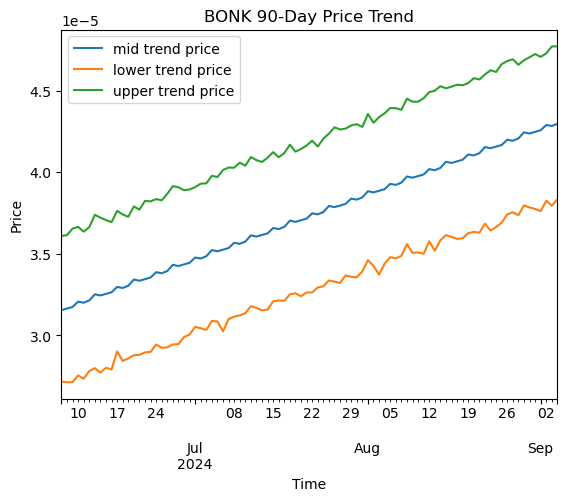 BONK 90-Day Price Trend
1e−5
mid trend price
lower trend price
upper trend price
4.5
4.0
3.5
3.0
Price
10 17 24 08 15 22 29 05 12 19 26 02
Jul Aug Sep
2024
Time